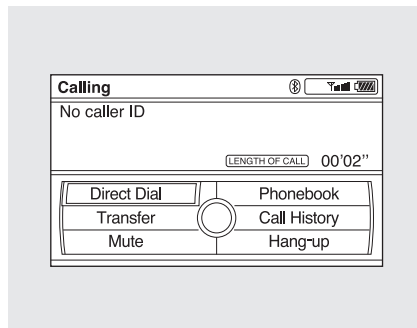 Calling
No caller ID
LENGTH OF CALL 00'02"
Direct Dial Phonebook
Transfer Call History
Mute Hang-up